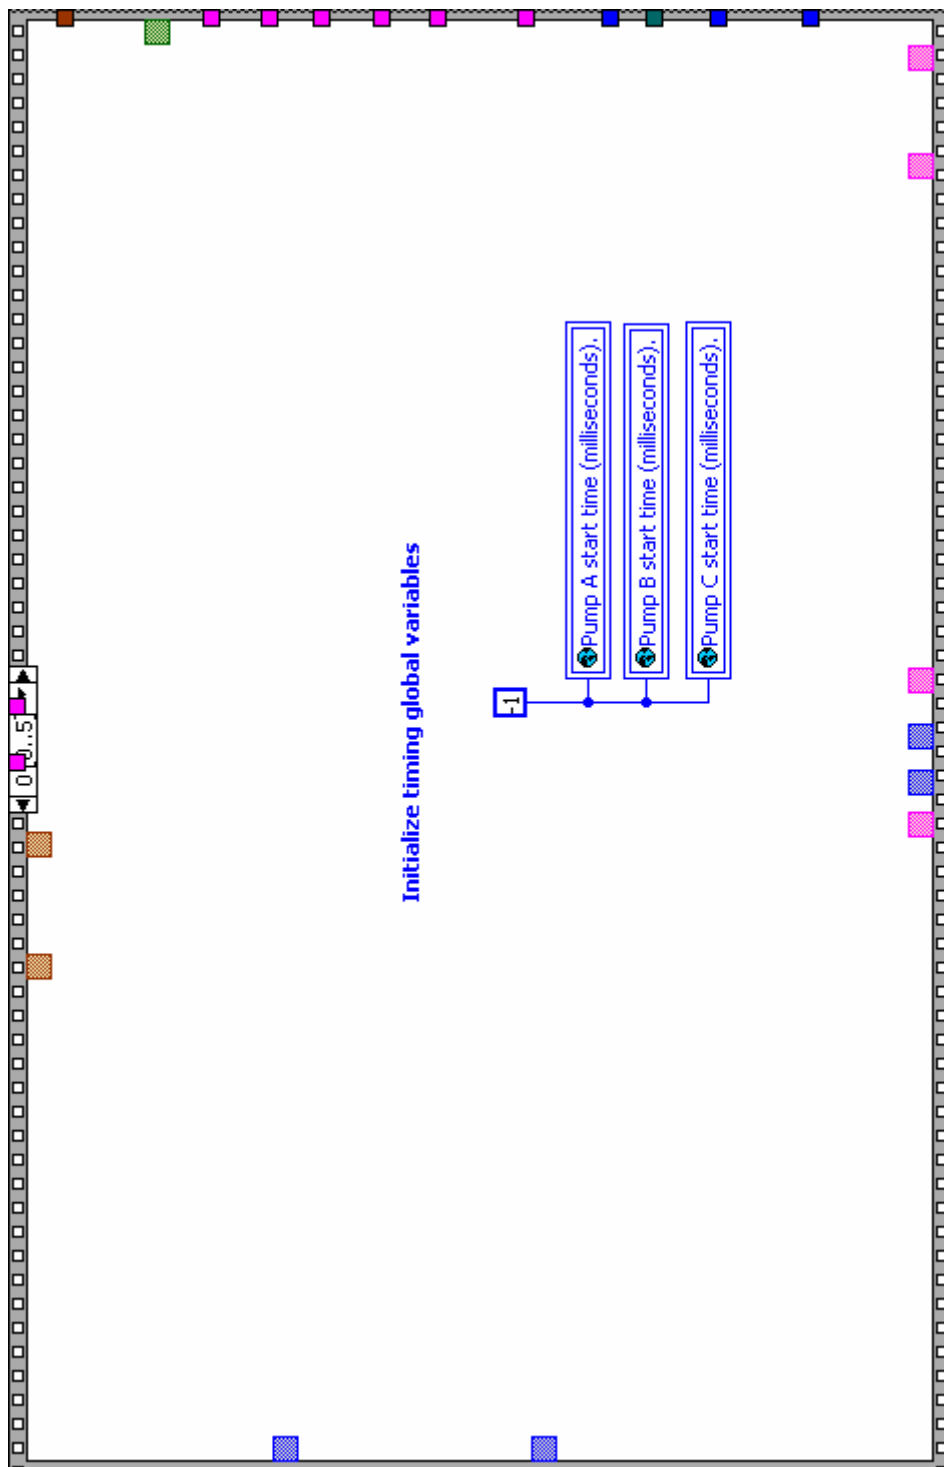 0 [0..5]
Initialize timing global variables
-1
Pump A start time (milliseconds),
Pump B start time (milliseconds),
Pump C start time (milliseconds),